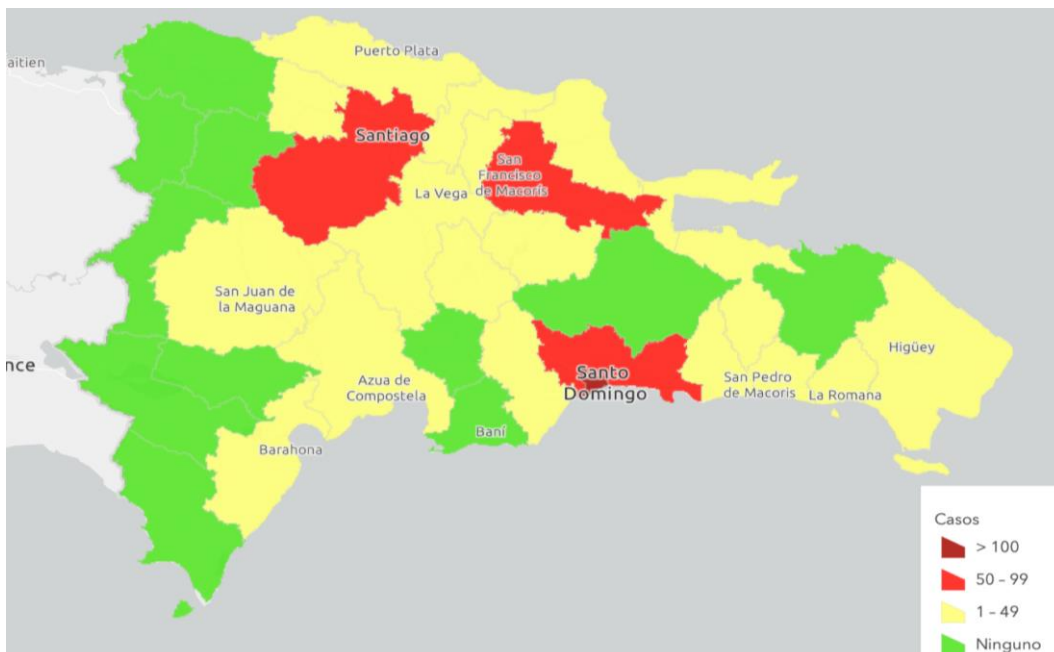 aitien
Puerto Plata
Santiago
San
Francisco
de Macorís
La Vega
San Juan de
la Maguana
nce
Higüey
Santo
Domingo
Azua de
Compostela
San Pedro
de Macoris
La Romana
Baní
Barahona
Casos
> 100
50 - 99
1 - 49
Ninguno